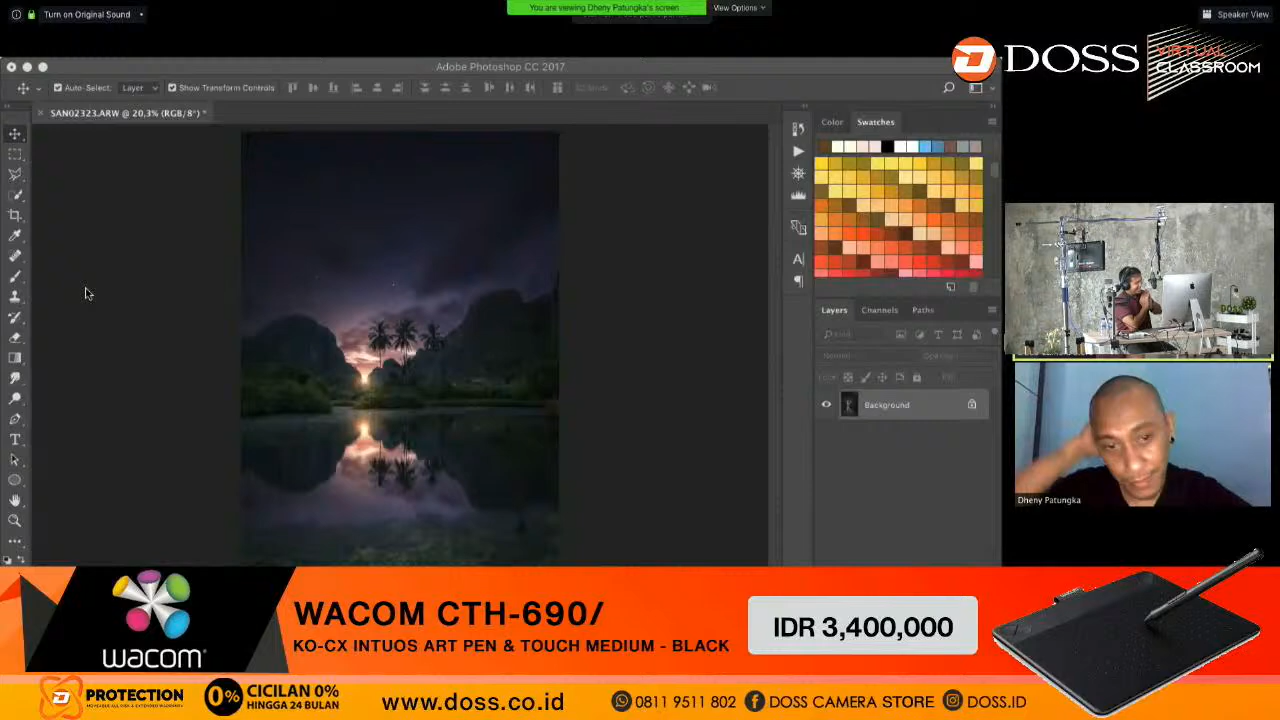 Turn on Original Sound
You are viewing Dheny Patungka's screen
View Options
Speaker View
DOSS
VIRTUAL
CLASSROOM
Adobe Photoshop CC 2017
Auto-Select:
Layer
Show Transform Controls
SAN02323.ARW @ 20,3% (RGB/8*) *
Color
Swatches
Layers
Channels
Paths
Kind
Normal
Opacity:
Background
Dheny Patungka
wacom
WACOM CTH-690/
KO-CX INTUOS ART PEN & TOUCH MEDIUM - BLACK
IDR 3,400,000
PROTECTION
0%
CICILAN 0%
HINGGA 24 BULAN
www.doss.co.id
0811 9511 802
DOSS CAMERA STORE
DOSS.ID